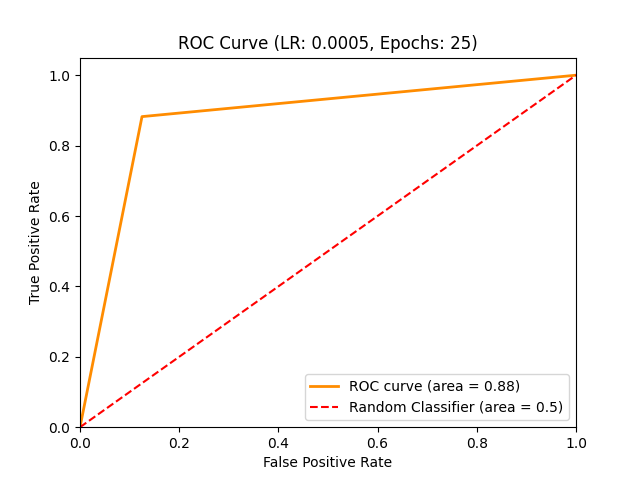 ROC Curve (LR: 0.0005, Epochs: 25)
True Positive Rate
1.0
0.8
0.6
0.4
0.2
0.0
ROC curve (area = 0.88)
Random Classifier (area = 0.5)
0.0 0.2 0.4 0.6 0.8 1.0
False Positive Rate